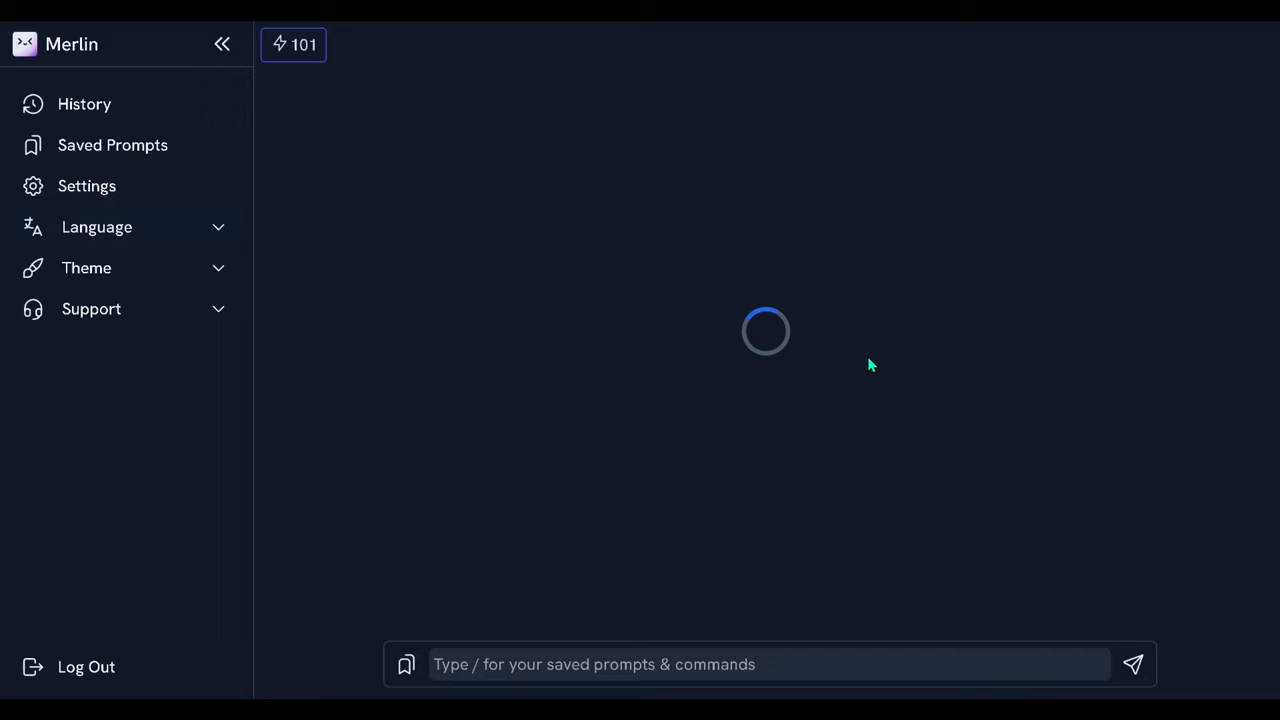 Merlin
101
History
Saved Prompts
Settings
Language
Theme
Support
Log Out
Type / for your saved prompts & commands